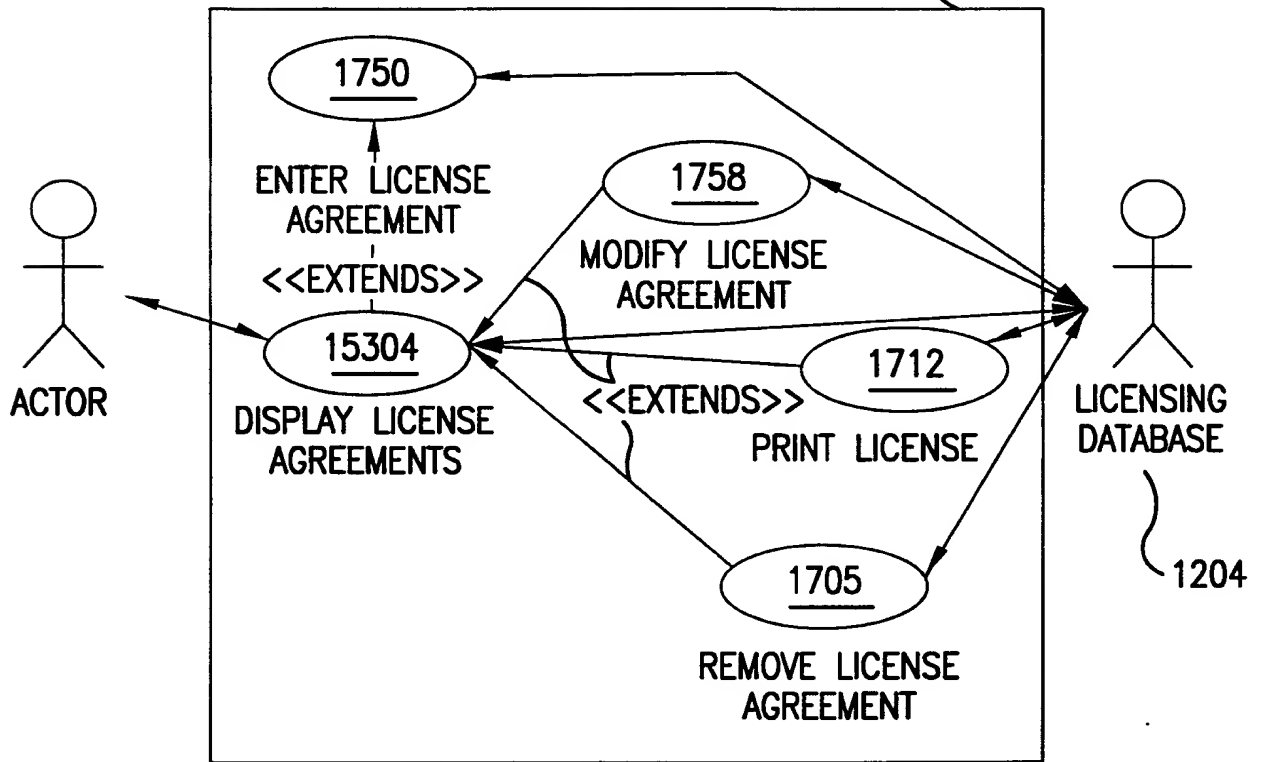 1750
ENTER LICENSE
AGREEMENT
<<EXTENDS>>
1758
MODIFY LICENSE
AGREEMENT
15304
DISPLAY LICENSE
AGREEMENTS
ACTOR
1712
<<EXTENDS>>
PRINT LICENSE
LICENSING
DATABASE
1204
1705
REMOVE LICENSE
AGREEMENT